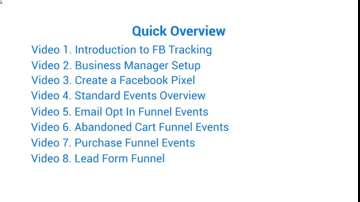 Quick Overview
Video 1. Introduction to FB Tracking
Video 2. Business Manager Setup
Video 3. Create a Facebook Pixel
Video 4. Standard Events Overview
Video 5. Email Opt In Funnel Events
Video 6. Abandoned Cart Funnel Events
Video 7. Purchase Funnel Events
Video 8. Lead Form Funnel